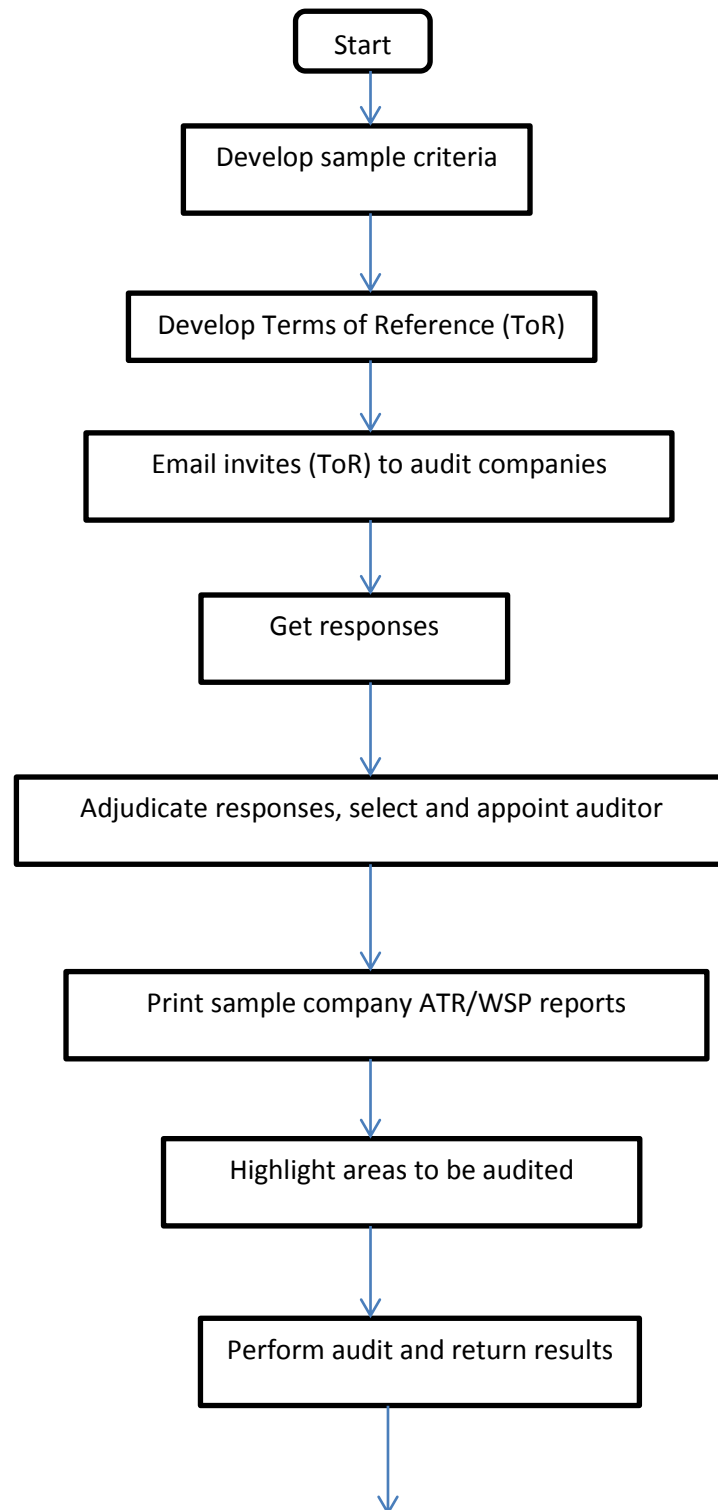 Start
Develop sample criteria
Develop Terms of Reference (ToR)
Email invites (ToR) to audit companies
Get responses
Adjudicate responses, select and appoint auditor
Print sample company ATR/WSP reports
Highlight areas to be audited
Perform audit and return results